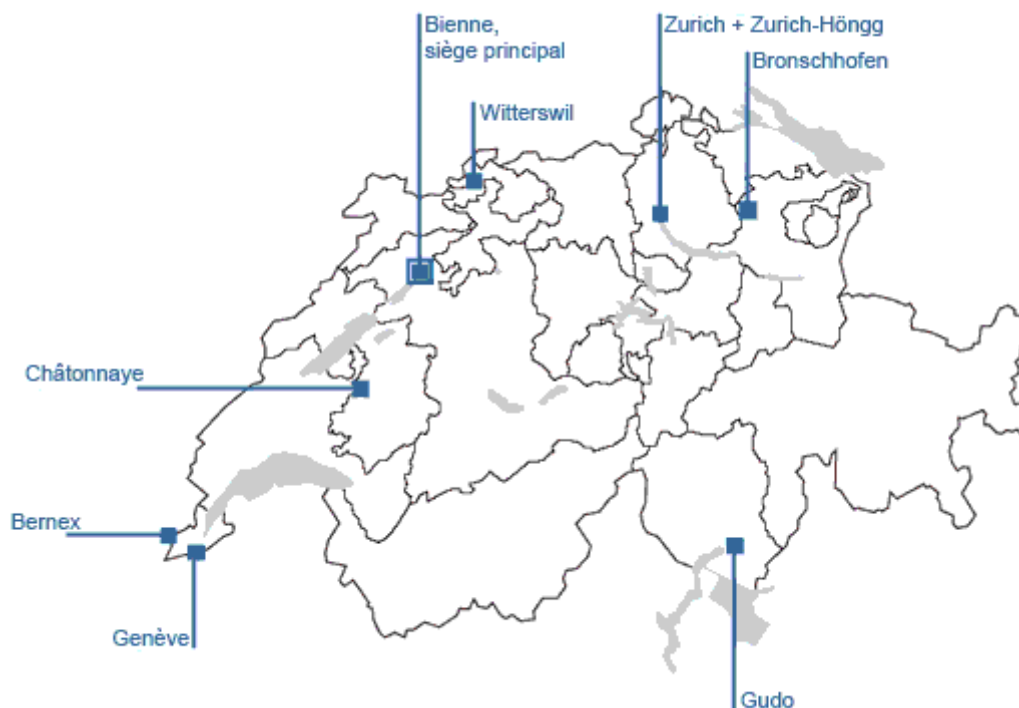 Bienne,
siège principal
Zurich + Zurich-Höngg
Bronschhofen
Witterswil
Châtonnaye
Bernex
Genève
Gudo